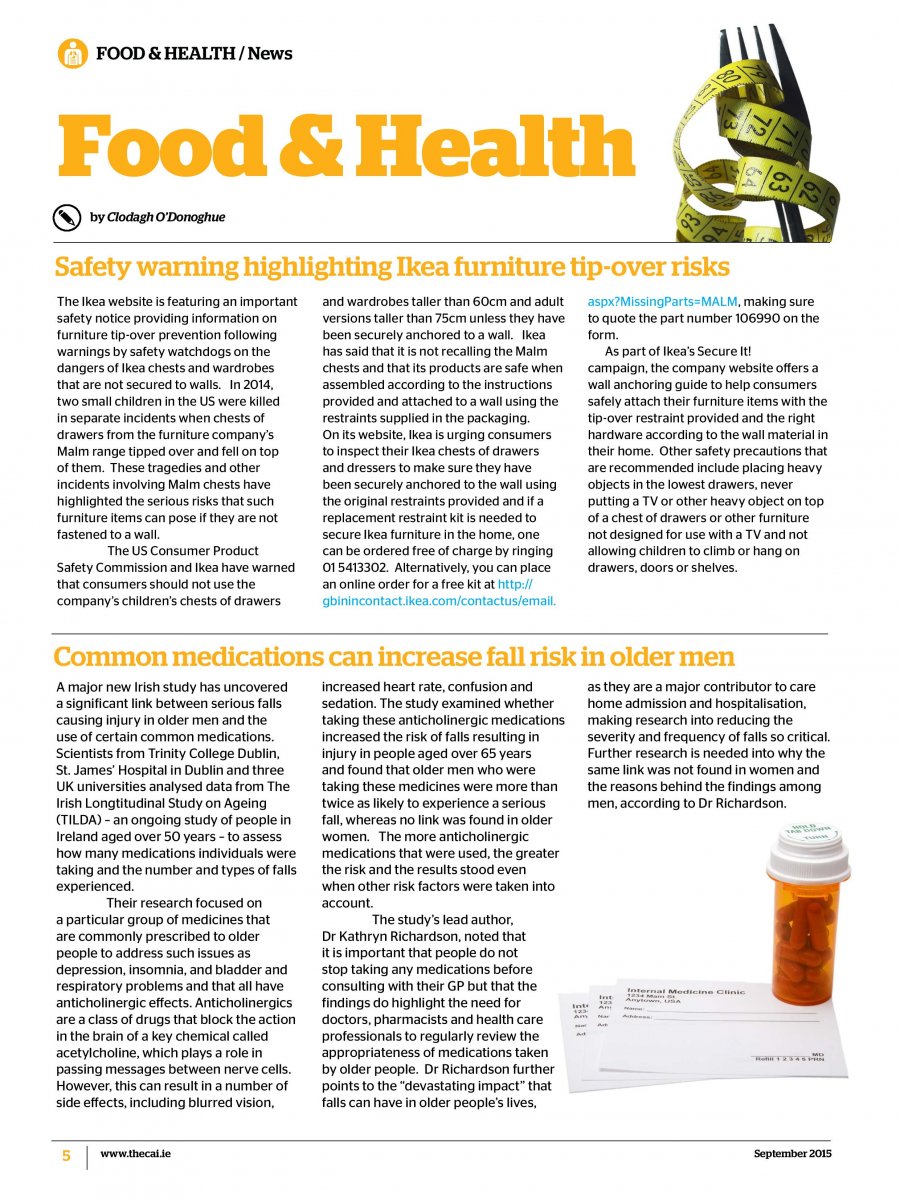 FOOD & HEALTH / News
Food & Health
by Clodagh O'Donoghue
Safety warning highlighting Ikea furniture tip-over risks
The Ikea website is featuring an important
safety notice providing information on
furniture tip-over prevention following
warnings by safety watchdogs on the
dangers of Ikea chests and wardrobes
that are not secured to walls. In 2014,
two small children in the US were killed
in separate incidents when chests of
drawers from the furniture company's
Malm range tipped over and fell on top
of them. These tragedies and other
incidents involving Malm chests have
highlighted the serious risks that such
furniture items can pose if they are not
fastened to a wall.
The US Consumer Product
Safety Commission and Ikea have warned
that consumers should not use the
company's children's chests of drawers
and wardrobes taller than 60cm and adult
versions taller than 75cm unless they have
been securely anchored to a wall. Ikea
has said that it is not recalling the Malm
chests and that its products are safe when
assembled according to the instructions
provided and attached to a wall using the
restraints supplied in the packaging.
On its website, Ikea is urging consumers
to inspect their Ikea chests of drawers
and dressers to make sure they have
been securely anchored to the wall using
the original restraints provided and if a
replacement restraint kit is needed to
secure Ikea furniture in the home, one
can be ordered free of charge by ringing
01 5413302. Alternatively, you can place
an online order for a free kit at http://
gbinincontact.ikea.com/contactus/email.
aspx?MissingParts=MALM, making sure
to quote the part number 106990 on the
form.
As part of Ikea's Secure It!
campaign, the company website offers a
wall anchoring guide to help consumers
safely attach their furniture items with the
tip-over restraint provided and the right
hardware according to the wall material in
their home. Other safety precautions that
are recommended include placing heavy
objects in the lowest drawers, never
putting a TV or other heavy object on top
of a chest of drawers or other furniture
not designed for use with a TV and not
allowing children to climb or hang on
drawers, doors or shelves.
Common medications can increase fall risk in older men
A major new Irish study has uncovered
a significant link between serious falls
causing injury in older men and the
use of certain common medications.
Scientists from Trinity College Dublin,
St. James' Hospital in Dublin and three
UK universities analysed data from The
Irish Longtitudinal Study on Ageing
(TILDA) – an ongoing study of people in
Ireland aged over 50 years – to assess
how many medications individuals were
taking and the number and types of falls
experienced.
Their research focused on
a particular group of medicines that
are commonly prescribed to older
people to address such issues as
depression, insomnia, and bladder and
respiratory problems and that all have
anticholinergic effects. Anticholinergics
are a class of drugs that block the action
in the brain of a key chemical called
acetylcholine, which plays a role in
passing messages between nerve cells.
However, this can result in a number of
side effects, including blurred vision,
increased heart rate, confusion and
sedation. The study examined whether
taking these anticholinergic medications
increased the risk of falls resulting in
injury in people aged over 65 years
and found that older men who were
taking these medicines were more than
twice as likely to experience a serious
fall, whereas no link was found in older
women. The more anticholinergic
medications that were used, the greater
the risk and the results stood even
when other risk factors were taken into
account.
The study's lead author,
Dr Kathryn Richardson, noted that
it is important that people do not
stop taking any medications before
consulting with their GP but that the
findings do highlight the need for
doctors, pharmacists and health care
professionals to regularly review the
appropriateness of medications taken
by older people. Dr Richardson further
points to the "devastating impact" that
falls can have in older people's lives,
as they are a major contributor to care
home admission and hospitalisation,
making research into reducing the
severity and frequency of falls so critical.
Further research is needed into why the
same link was not found in women and
the reasons behind the findings among
men, according to Dr Richardson.
HOLD
TAB DOWN
TURN
Internal Medicine Clinic
1234 Main St.
Anytown, USA
Name:
Address:
MD
Refill 1 2 3 4 5 PRN
5
www.thecai.ie
September 2015